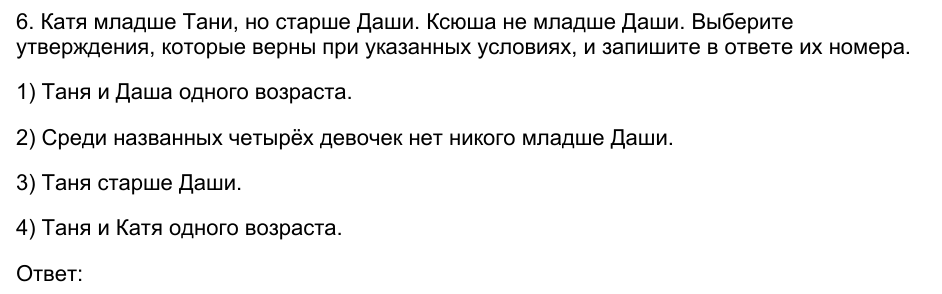 6. Катя младше Тани, но старше Даши. Ксюша не младше Даши. Выберите
утверждения, которые верны при указанных условиях, и запишите в ответе их номера.
1) Таня и Даша одного возраста.
2) Среди названных четырёх девочек нет никого младше Даши.
3) Таня старше Даши.
4) Таня и Катя одного возраста.
Ответ: